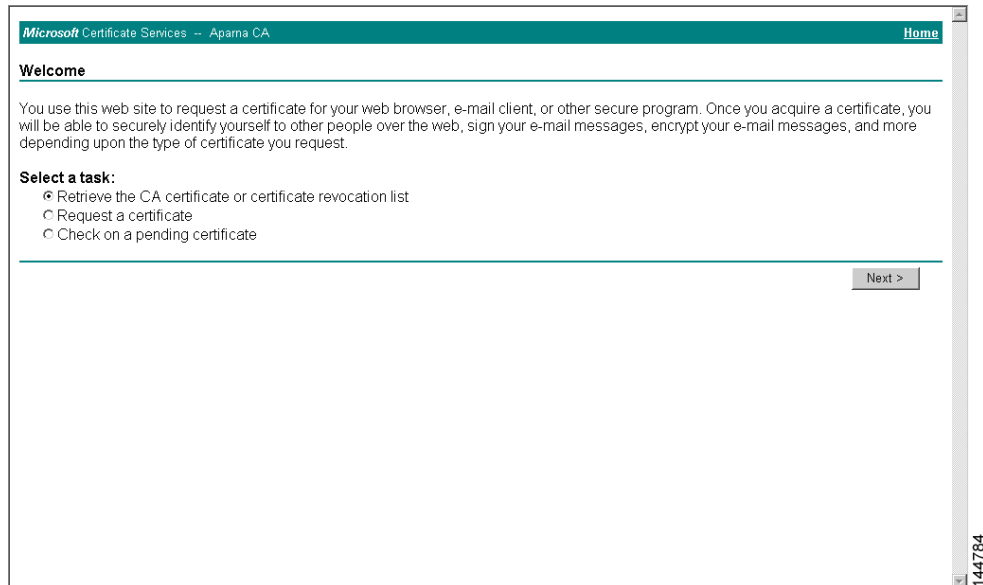 Microsoft Certificate Services -- Aparna CA
Home
Welcome
You use this web site to request a certificate for your web browser, e-mail client, or other secure program. Once you acquire a certificate, you
will be able to securely identify yourself to other people over the web, sign your e-mail messages, encrypt your e-mail messages, and more
depending upon the type of certificate you request.
Select a task:
Retrieve the CA certificate or certificate revocation list
Request a certificate
Check on a pending certificate
Next >
144784